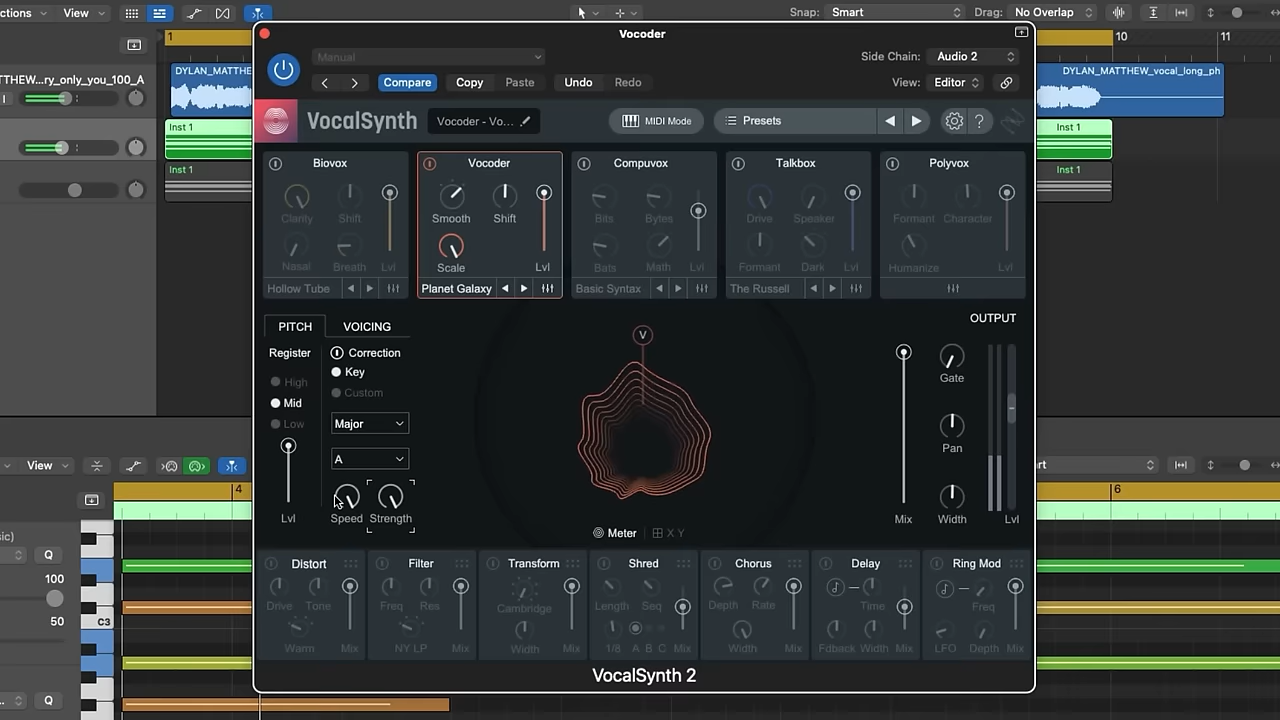 ctions View Snap: Smart Drag: No Overlap
1 10 11
Vocoder
Manual Side Chain: Audio 2
Compare Copy Paste Undo Redo View: Editor
TTHEW...ry_only_you_100_A
DYLAN_MATTHEW DYLAN_MATTHEW_vocal_long_ph
I
Inst 1 Inst 1
Inst 1 Inst 1
VocalSynth Vocoder - Vo... MIDI Mode Presets ?
Biovox Vocoder Compuvox Talkbox Polyvox
Clarity Shift Smooth Shift Bits Bytes Drive Speaker Formant Character
Nasal Breath Lvl Scale Lvl Bats Math Lvl Formant Dark Lvl Humanize Lvl
Hollow Tube Planet Galaxy Basic Syntax The Russell
PITCH VOICING OUTPUT
Register Correction
Key
High Custom
Mid
Low
Major
A
V
Lvl Speed Strength
Gate
Pan
Mix Width Lvl
Meter X Y
View 4 6
Distort Filter Transform Shred Chorus Delay Ring Mod
Drive Tone Freq Res Cambridge Length Seq Depth Rate Time Freq
Warm Mix NY LP Mix Width Mix 1/8 A B C Mix Width Mix Fdback Width Mix LFO Depth Mix
VocalSynth 2
sic)
Q
100
50
C3
Q